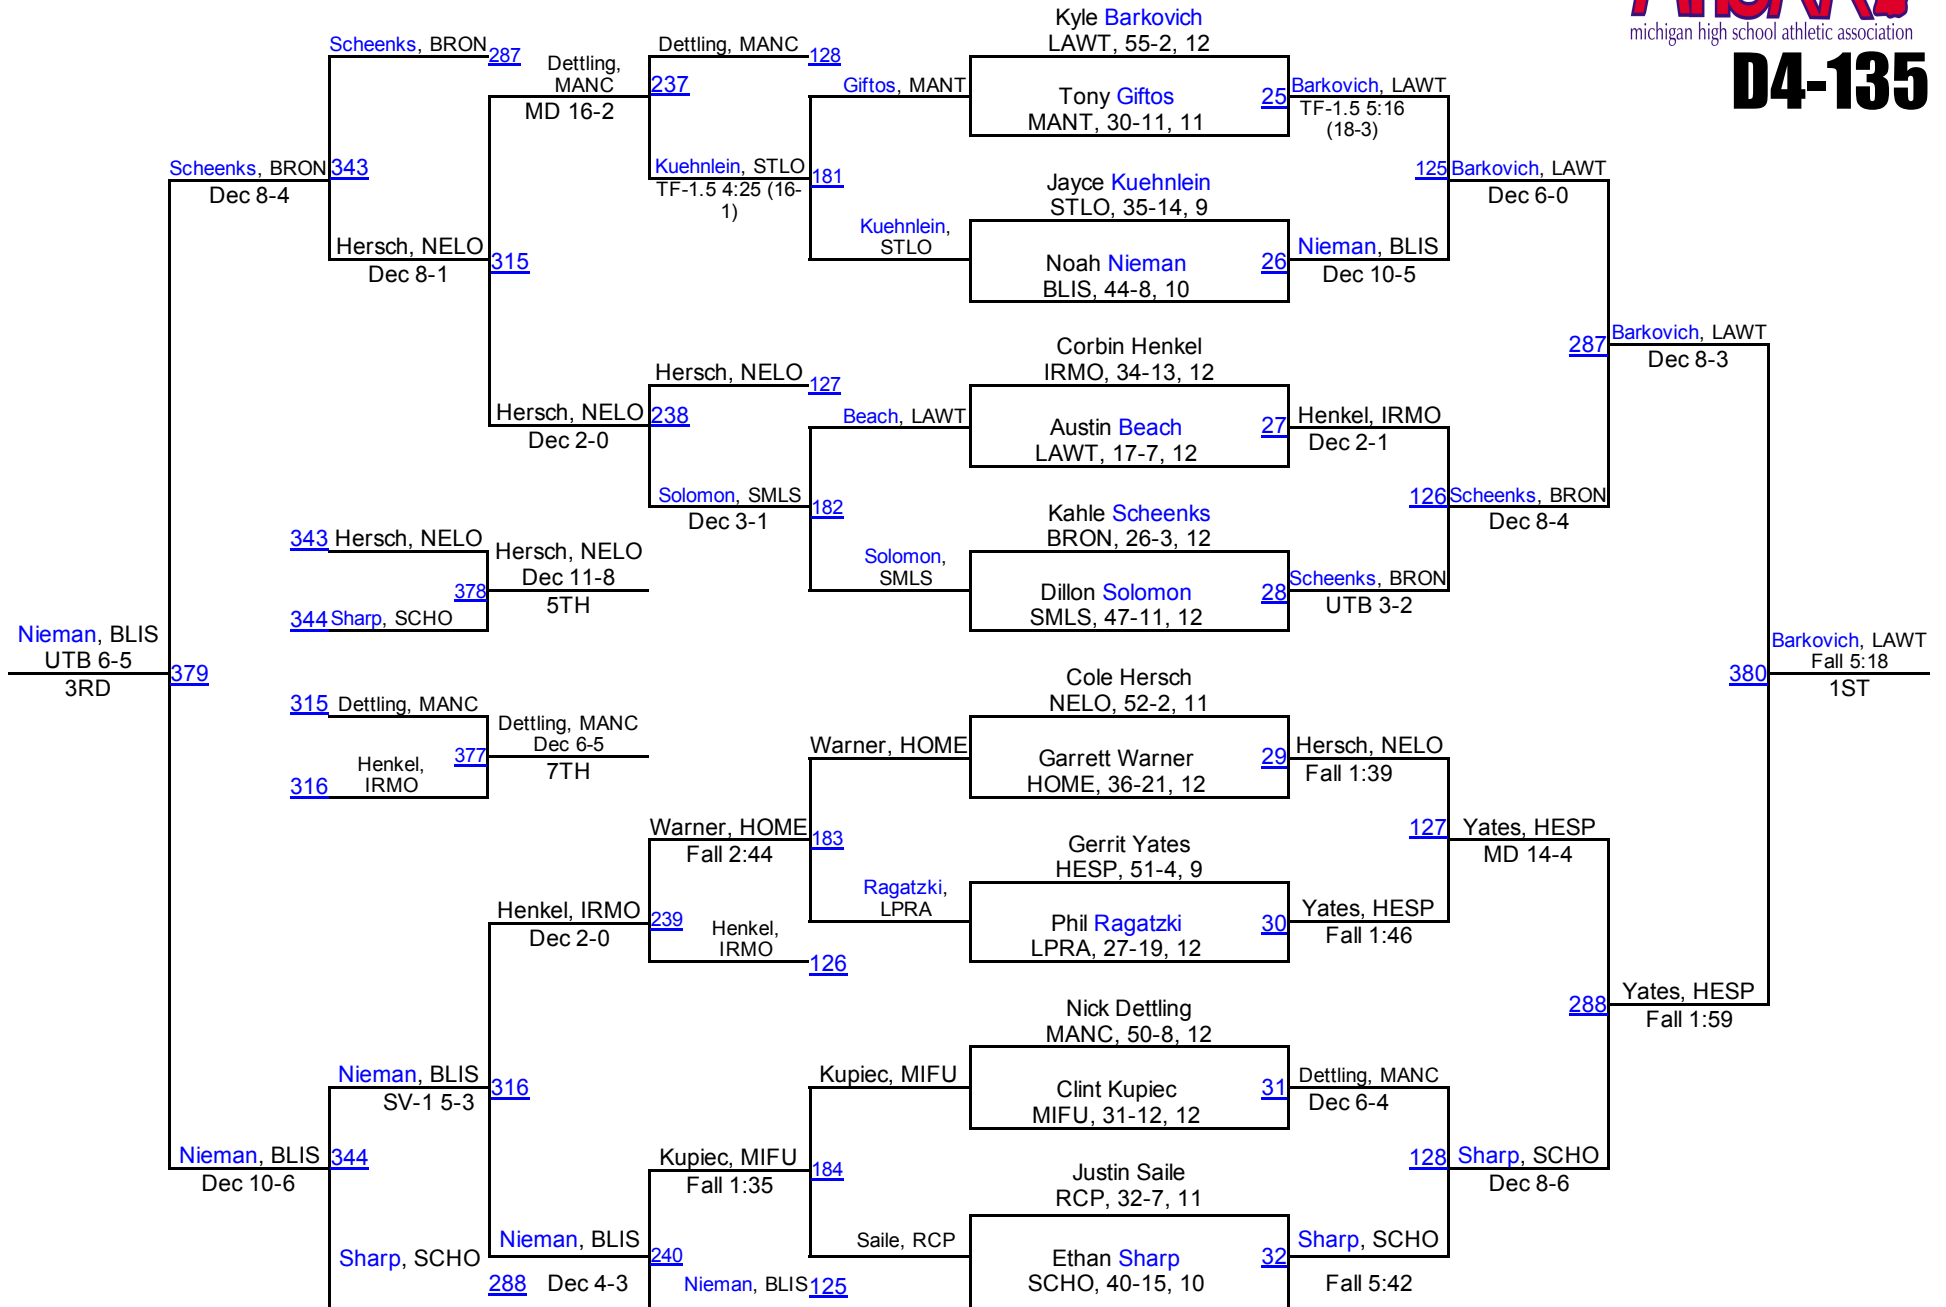 michigan high school athletic association
D4-135
Kyle Barkovich
LAWT, 55-2, 12
Scheenks, BRON
287
Dettling, MANC
128
Dettling,
MANC
237
MD 16-2
Giftos, MANT
Tony Giftos
MANT, 30-11, 11
25
Barkovich, LAWT
TF-1.5 5:16
(18-3)
Scheenks, BRON
343
Dec 8-4
Kuehnlein, STLO
181
TF-1.5 4:25 (16-
1)
Jayce Kuehnlein
STLO, 35-14, 9
125
Barkovich, LAWT
Dec 6-0
Kuehnlein,
STLO
Hersch, NELO
315
Dec 8-1
Noah Nieman
BLIS, 44-8, 10
26
Nieman, BLIS
Dec 10-5
Corbin Henkel
IRMO, 34-13, 12
287
Barkovich, LAWT
Dec 8-3
Hersch, NELO
127
Hersch, NELO
238
Dec 2-0
Beach, LAWT
Austin Beach
LAWT, 17-7, 12
27
Henkel, IRMO
Dec 2-1
Solomon, SMLS
182
Dec 3-1
Kahle Scheenks
BRON, 26-3, 12
126
Scheenks, BRON
Dec 8-4
343
Hersch, NELO
Hersch, NELO
Dec 11-8
378
5TH
344
Sharp, SCHO
Solomon,
SMLS
Dillon Solomon
SMLS, 47-11, 12
28
Scheenks, BRON
UTB 3-2
Nieman, BLIS
UTB 6-5
379
3RD
Cole Hersch
NELO, 52-2, 11
380
Barkovich, LAWT
Fall 5:18
1ST
315
Dettling, MANC
Dettling, MANC
Dec 6-5
377
7TH
316
Henkel,
IRMO
Warner, HOME
Garrett Warner
HOME, 36-21, 12
29
Hersch, NELO
Fall 1:39
Warner, HOME
183
Fall 2:44
Gerrit Yates
HESP, 51-4, 9
127
Yates, HESP
MD 14-4
Ragatzki,
LPRA
Henkel, IRMO
239
Dec 2-0
Henkel,
IRMO
126
Phil Ragatzki
LPRA, 27-19, 12
30
Yates, HESP
Fall 1:46
Nick Dettling
MANC, 50-8, 12
288
Yates, HESP
Fall 1:59
Nieman, BLIS
316
SV-1 5-3
Kupiec, MIFU
Clint Kupiec
MIFU, 31-12, 12
31
Dettling, MANC
Dec 6-4
Nieman, BLIS
344
Dec 10-6
Kupiec, MIFU
184
Fall 1:35
Justin Saile
RCP, 32-7, 11
128
Sharp, SCHO
Dec 8-6
Sharp, SCHO
288
Nieman, BLIS
240
Dec 4-3
Saile, RCP
Nieman, BLIS
125
Ethan Sharp
SCHO, 40-15, 10
32
Sharp, SCHO
Fall 5:42